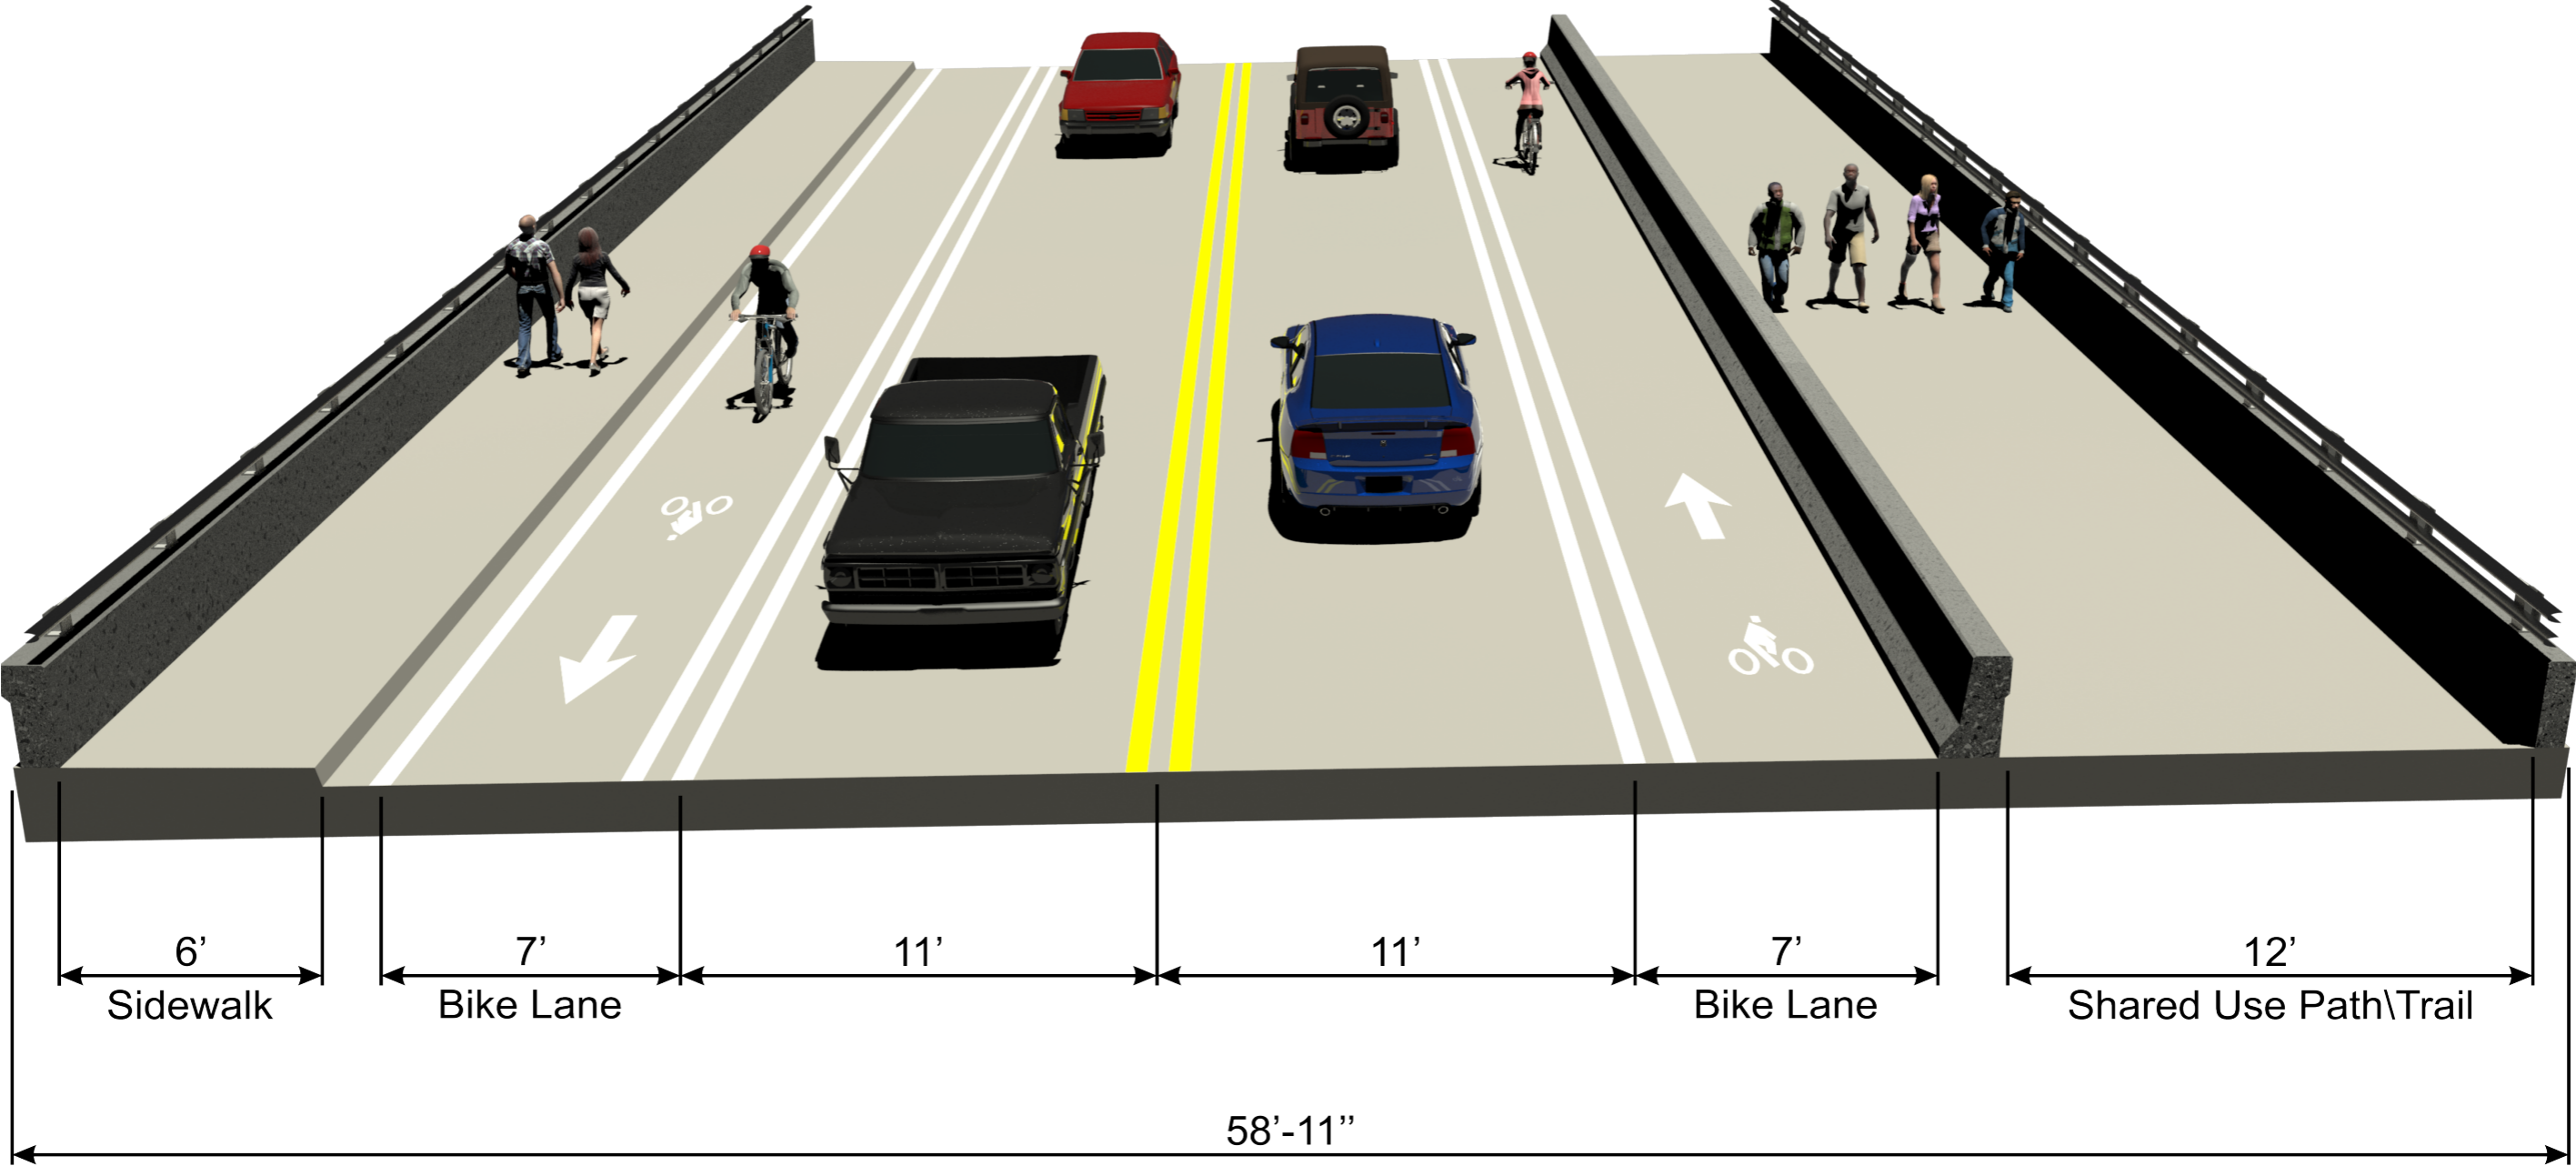 6’ 7’ 11’ 11’ 7’ 12’
Sidewalk Bike Lane Bike Lane Shared Use Path\Trail
58’-11’’